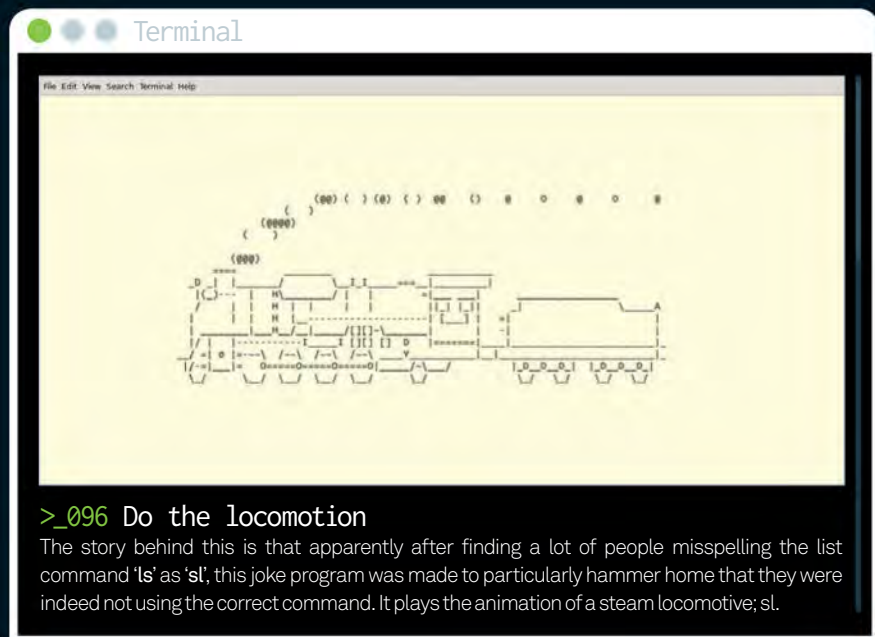 Terminal
File Edit View Search Terminal Help
(@@) ( ) (@) ( ) @@ () @ O @ O @
( )
(@@@@)
( )
(@@@)
>_096 Do the locomotion
The story behind this is that apparently after finding a lot of people misspelling the list
command ‘ls’ as ‘sl’, this joke program was made to particularly hammer home that they were
indeed not using the correct command. It plays the animation of a steam locomotive; sl.